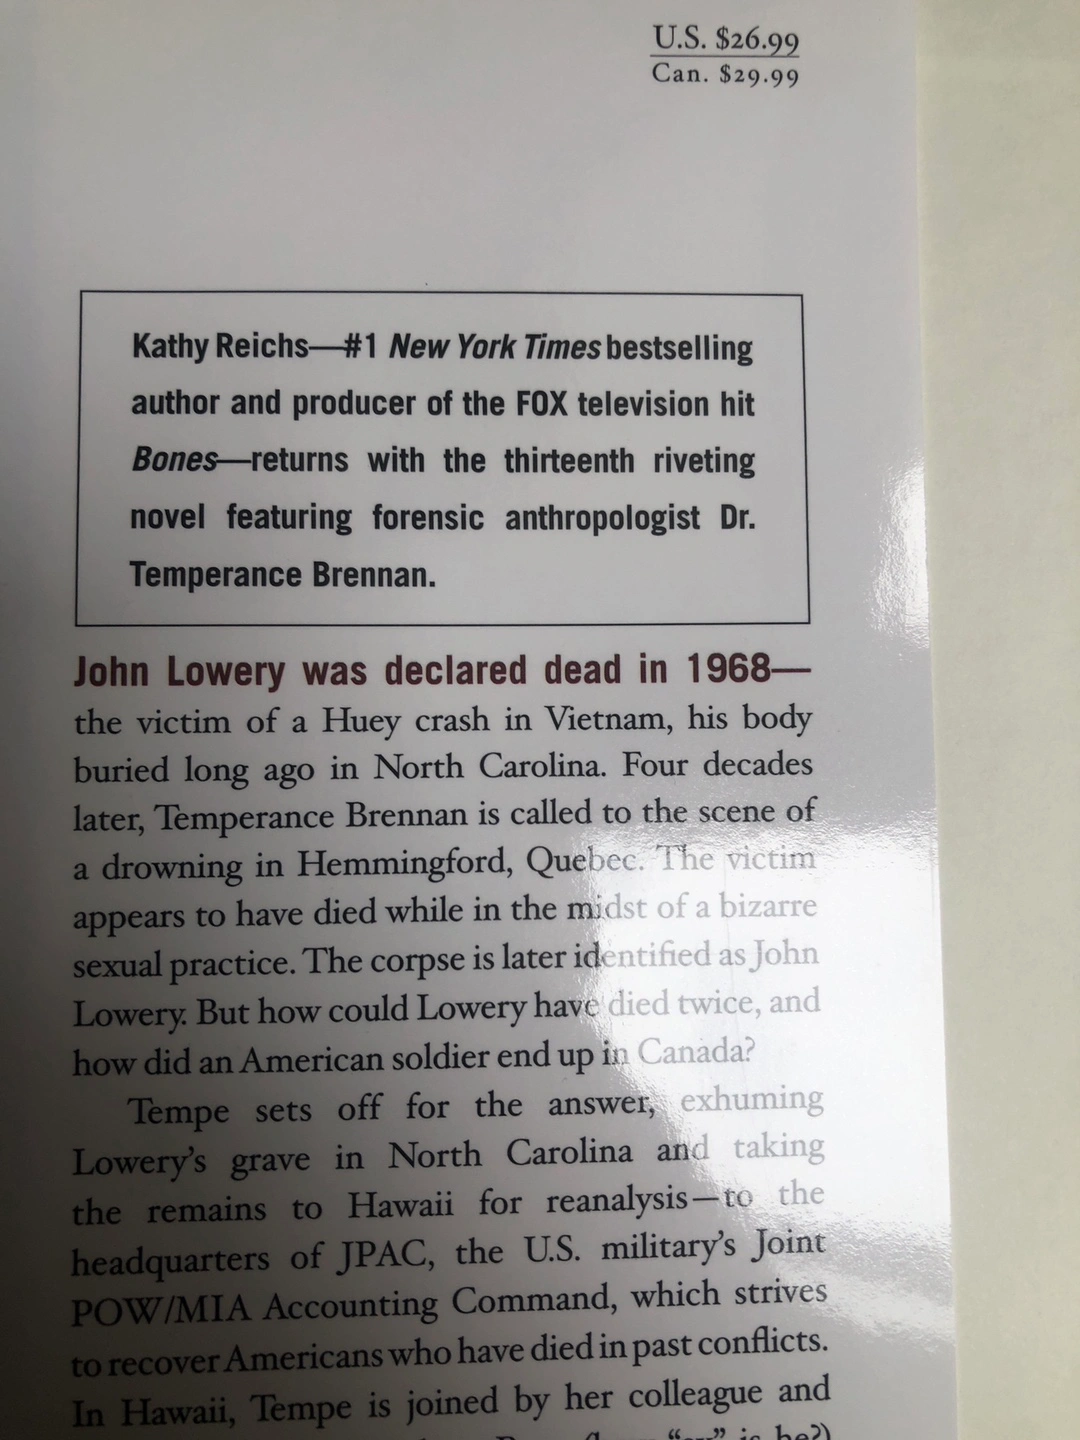 U.S. $26.99
Can. $29.99
Kathy Reichs—#1 New York Times bestselling
author and producer of the FOX television hit
Bones—returns with the thirteenth riveting
novel featuring forensic anthropologist Dr.
Temperance Brennan.
John Lowery was declared dead in 1968—
the victim of a Huey crash in Vietnam, his body
buried long ago in North Carolina. Four decades
later, Temperance Brennan is called to the scene of
a drowning in Hemmingford, Quebec. The victim
appears to have died while in the midst of a bizarre
sexual practice. The corpse is later identified as John
Lowery. But how could Lowery have died twice, and
how did an American soldier end up in Canada?
Tempe sets off for the answer, exhuming
Lowery's grave in North Carolina and taking
the remains to Hawaii for reanalysis—to the
headquarters of JPAC, the U.S. military's Joint
POW/MIA Accounting Command, which strives
to recover Americans who have died in past conflicts.
In Hawaii, Tempe is joined by her colleague and
is he?)